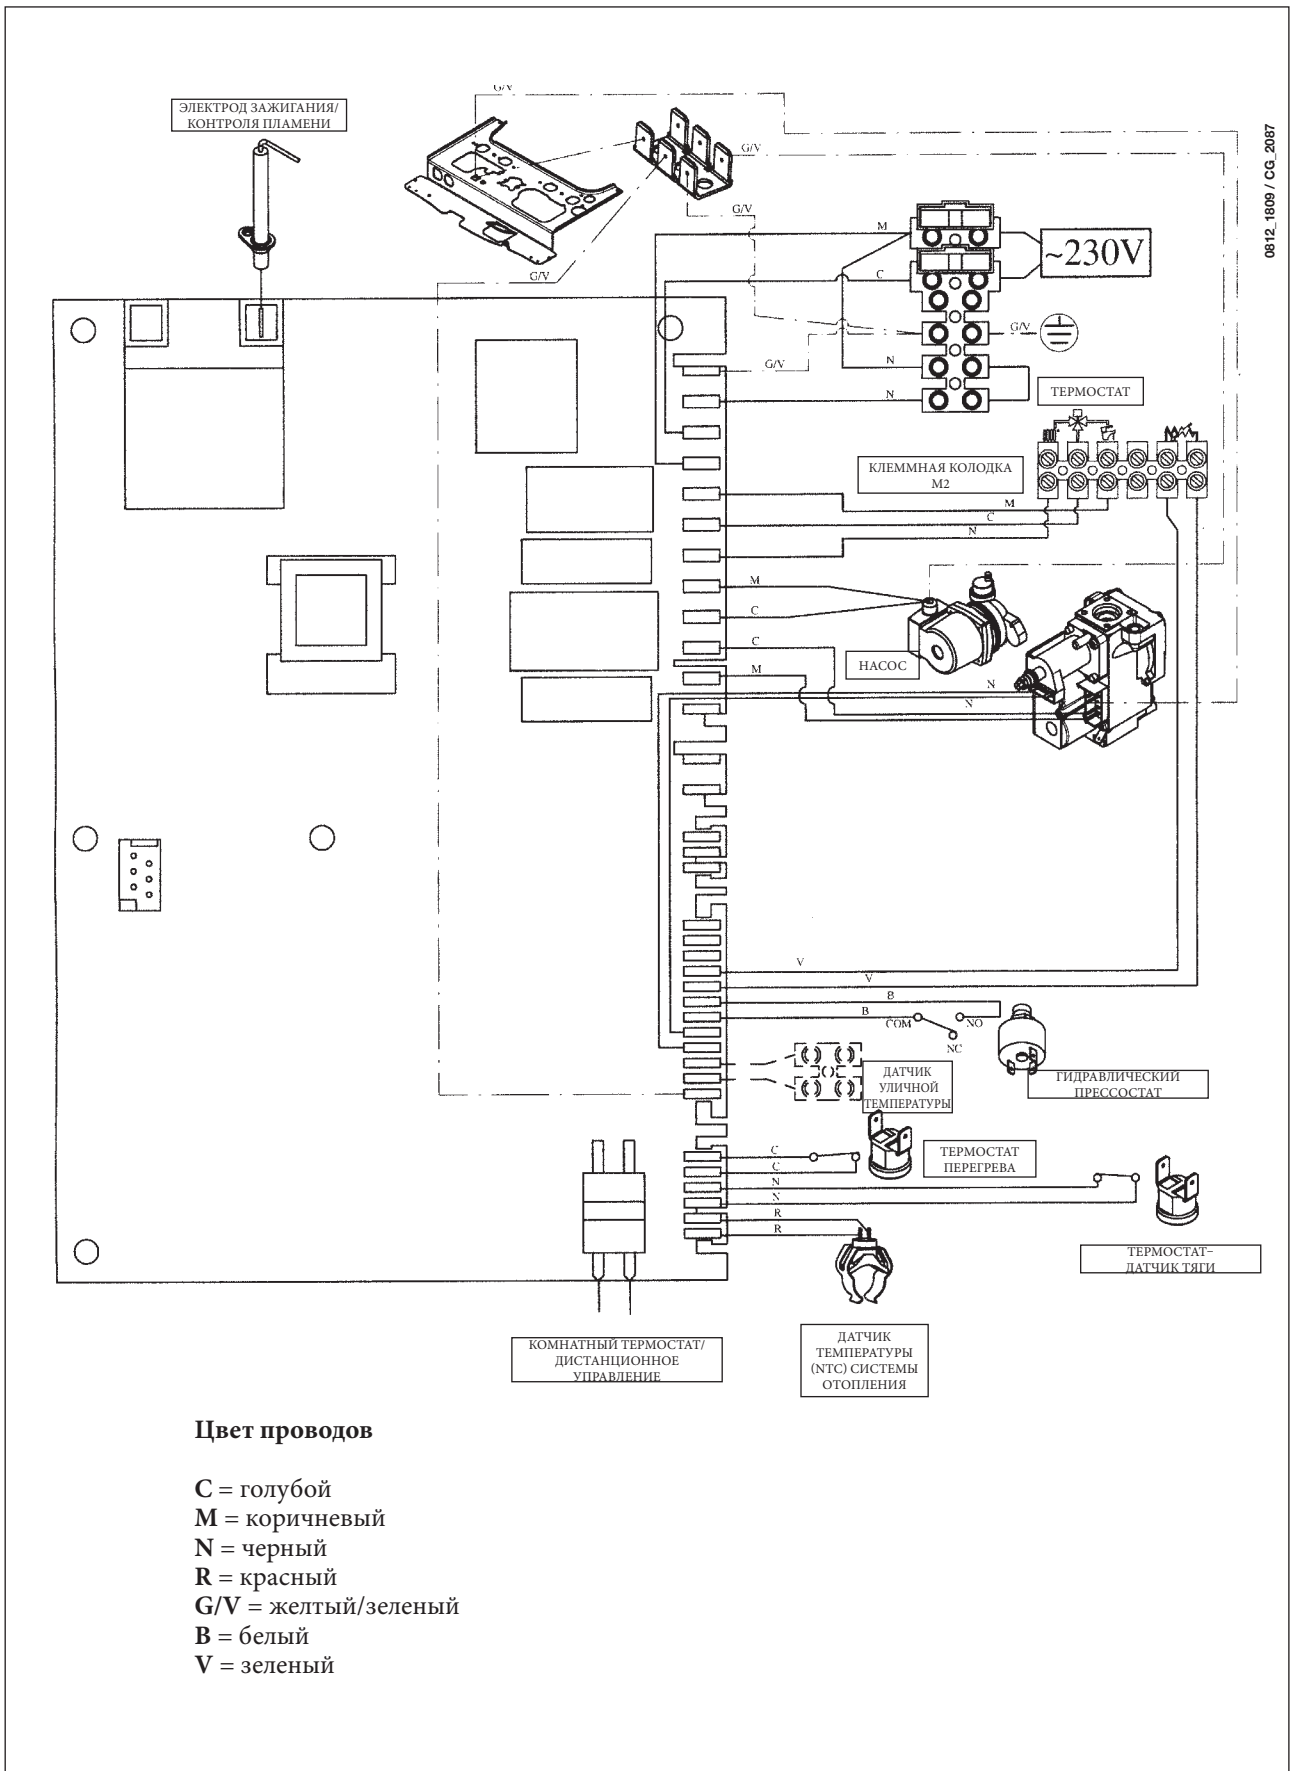 G/V
ЭЛЕКТРОД ЗАЖИГАНИЯ/
КОНТРОЛЯ ПЛАМЕНИ
0812_1809 / CG_2087
G/V
G/V
M
~230V
G/V
C
G/V
G/V
N
N
ТЕРМОСТАТ
КЛЕММНАЯ КОЛОДКА
М2
M
C
N
M
C
C
НАСОС
M
N
N
V
V
B
B
COM
NO
NC
ДАТЧИК
УЛИЧНОЙ
ТЕМПЕРАТУРЫ
ГИДРАВЛИЧЕСКИЙ
ПРЕССОСТАТ
C
C
N
N
R
R
ТЕРМОСТАТ
ПЕРЕГРЕВА
ТЕРМОСТАТ–
ДАТЧИК ТЯГИ
КОМНАТНЫЙ ТЕРМОСТАТ/
ДИСТАНЦИОННОЕ
УПРАВЛЕНИЕ
ДАТЧИК
ТЕМПЕРАТУРЫ
(NTC) СИСТЕМЫ
ОТОПЛЕНИЯ
Цвет проводов
C = голубой
M = коричневый
N = черный
R = красный
G/V = желтый/зеленый
B = белый
V = зеленый